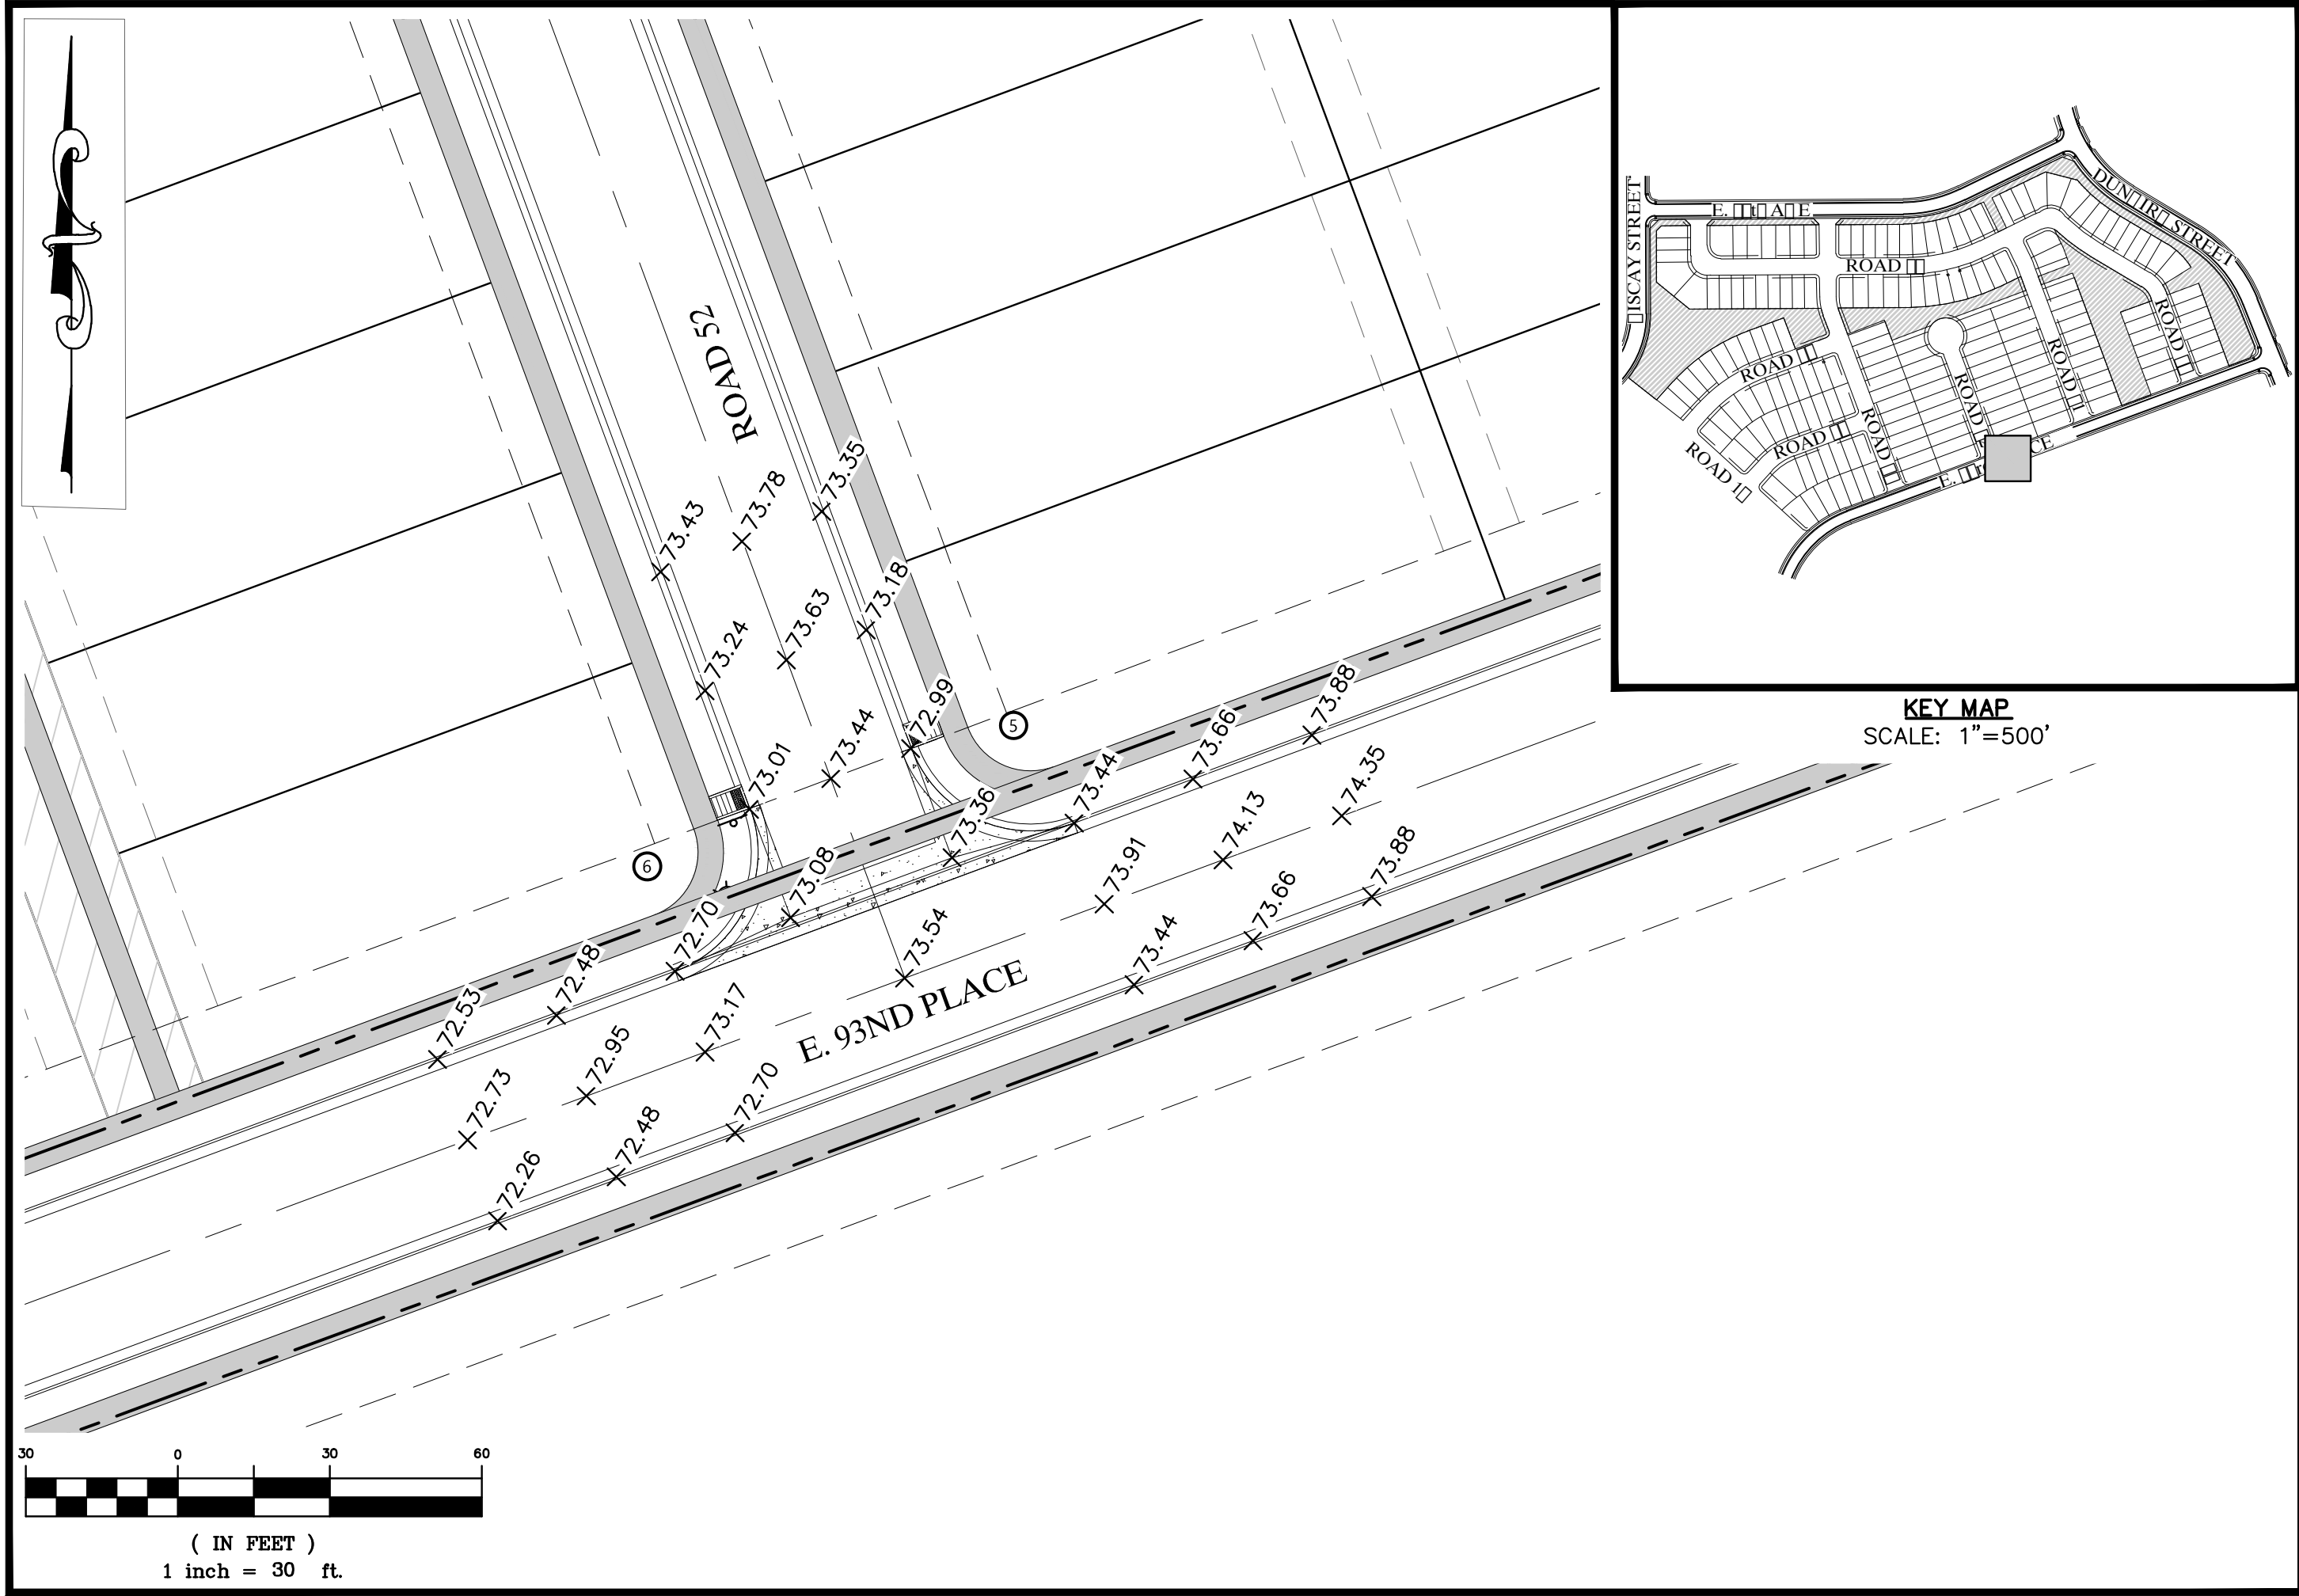 ROAD 52
73.35
73.78
73.43
73.18
73.63
73.24
72.99
73.44
73.01
5
6
73.88
73.66
73.44
73.36
73.08
72.70
72.48
72.53
74.35
74.13
73.91
73.54
73.17
72.95
72.73
E. 93ND PLACE
73.88
73.66
73.44
72.70
72.48
72.26
STREET
STREET
ROAD
ROAD
ROAD
ROAD
ROAD
ROAD
ROAD
ROAD
E.
E.
KEY MAP
SCALE: 1"=500'
30 0 30 60
( IN FEET )
1 inch = 30 ft.